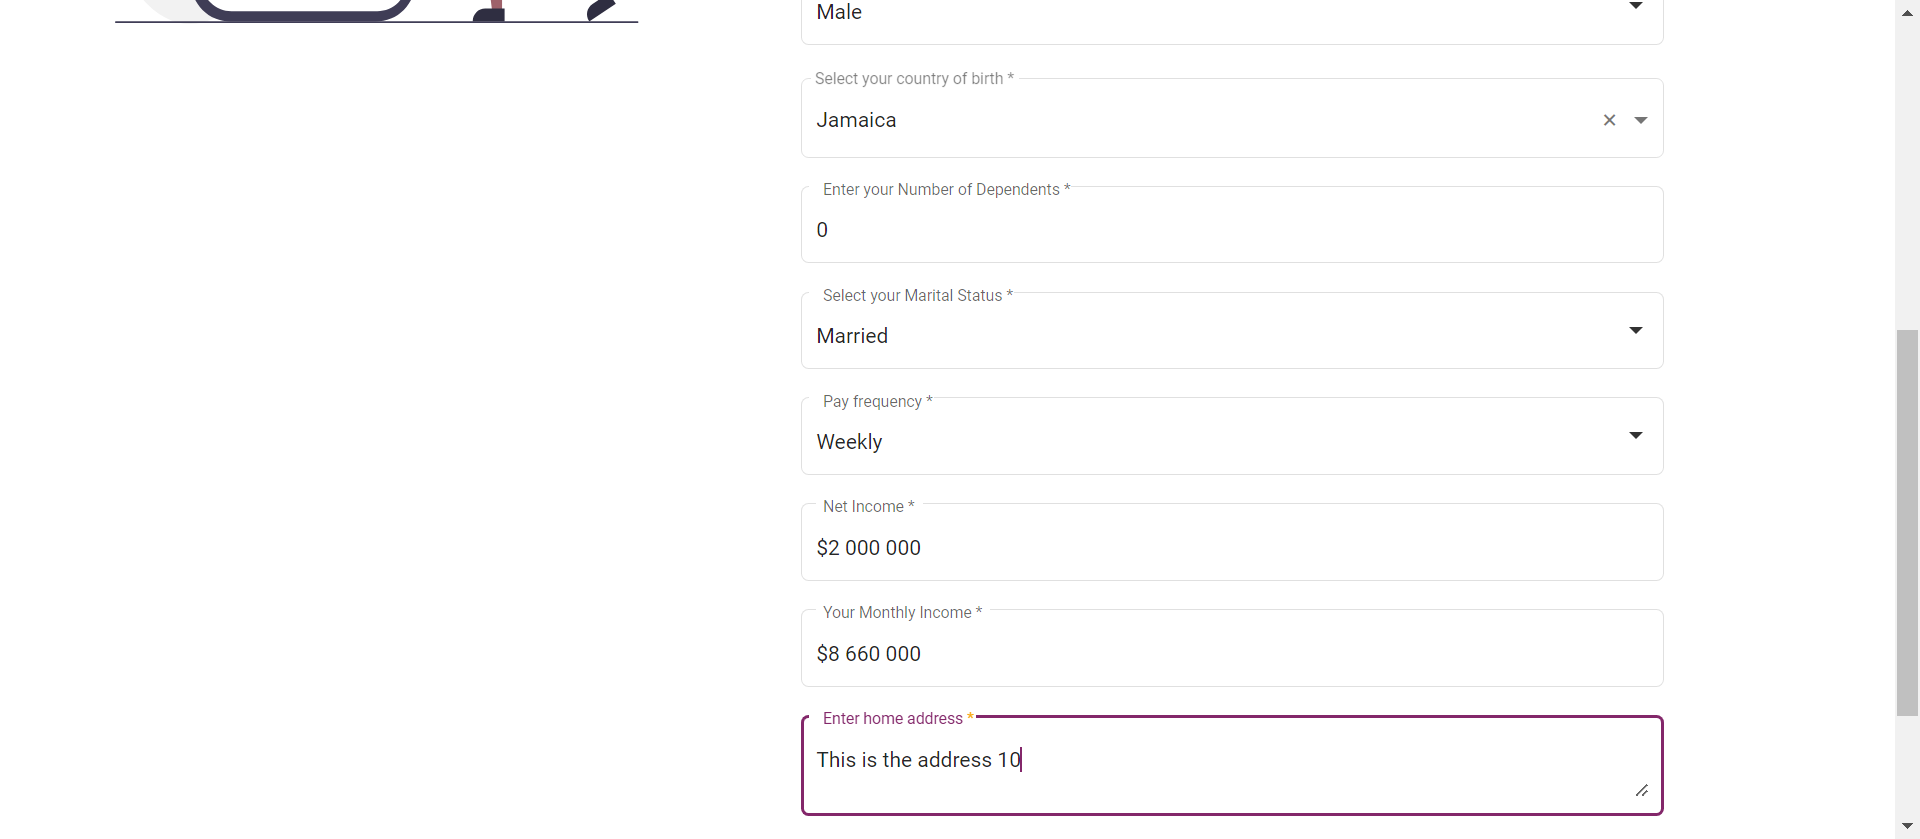 Male
Select your country of birth *
Jamaica
Enter your Number of Dependents *
0
Select your Marital Status *
Married
Pay frequency *
Weekly
Net Income *
$2 000 000
Your Monthly Income *
$8 660 000
Enter home address *
This is the address 10